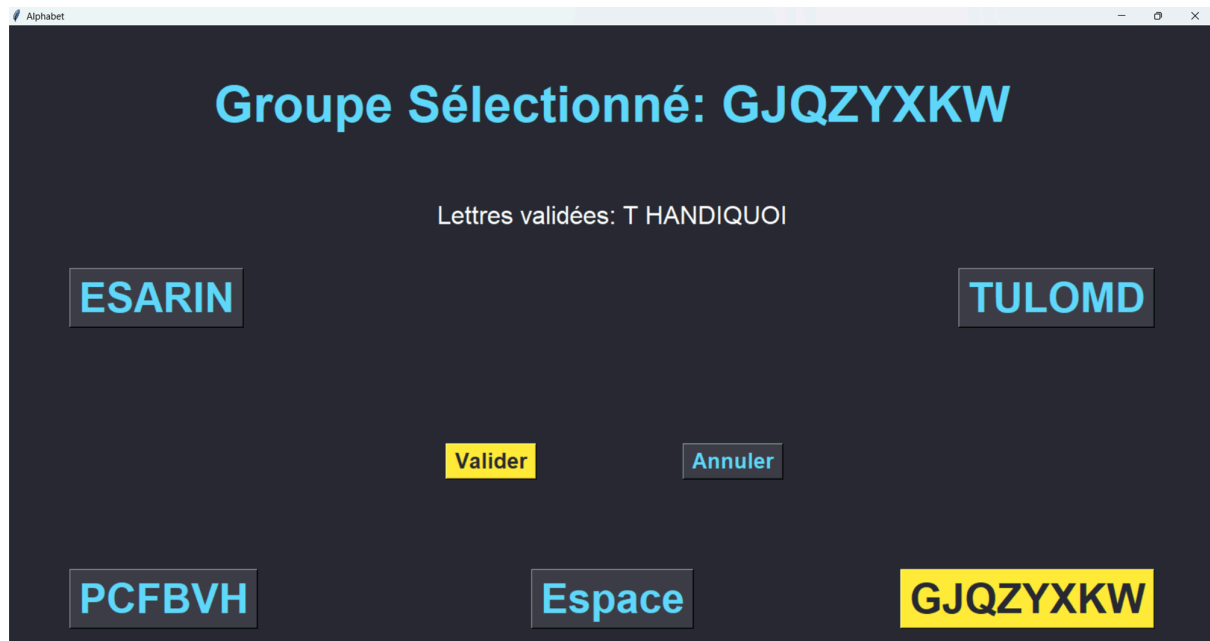 Alphabet
Groupe Sélectionné: GJQZYXKW
Lettres validées: T HANDIQUOI
ESARIN
TULOMD
Valider
Annuler
PCFBVH
Espace
GJQZYXKW